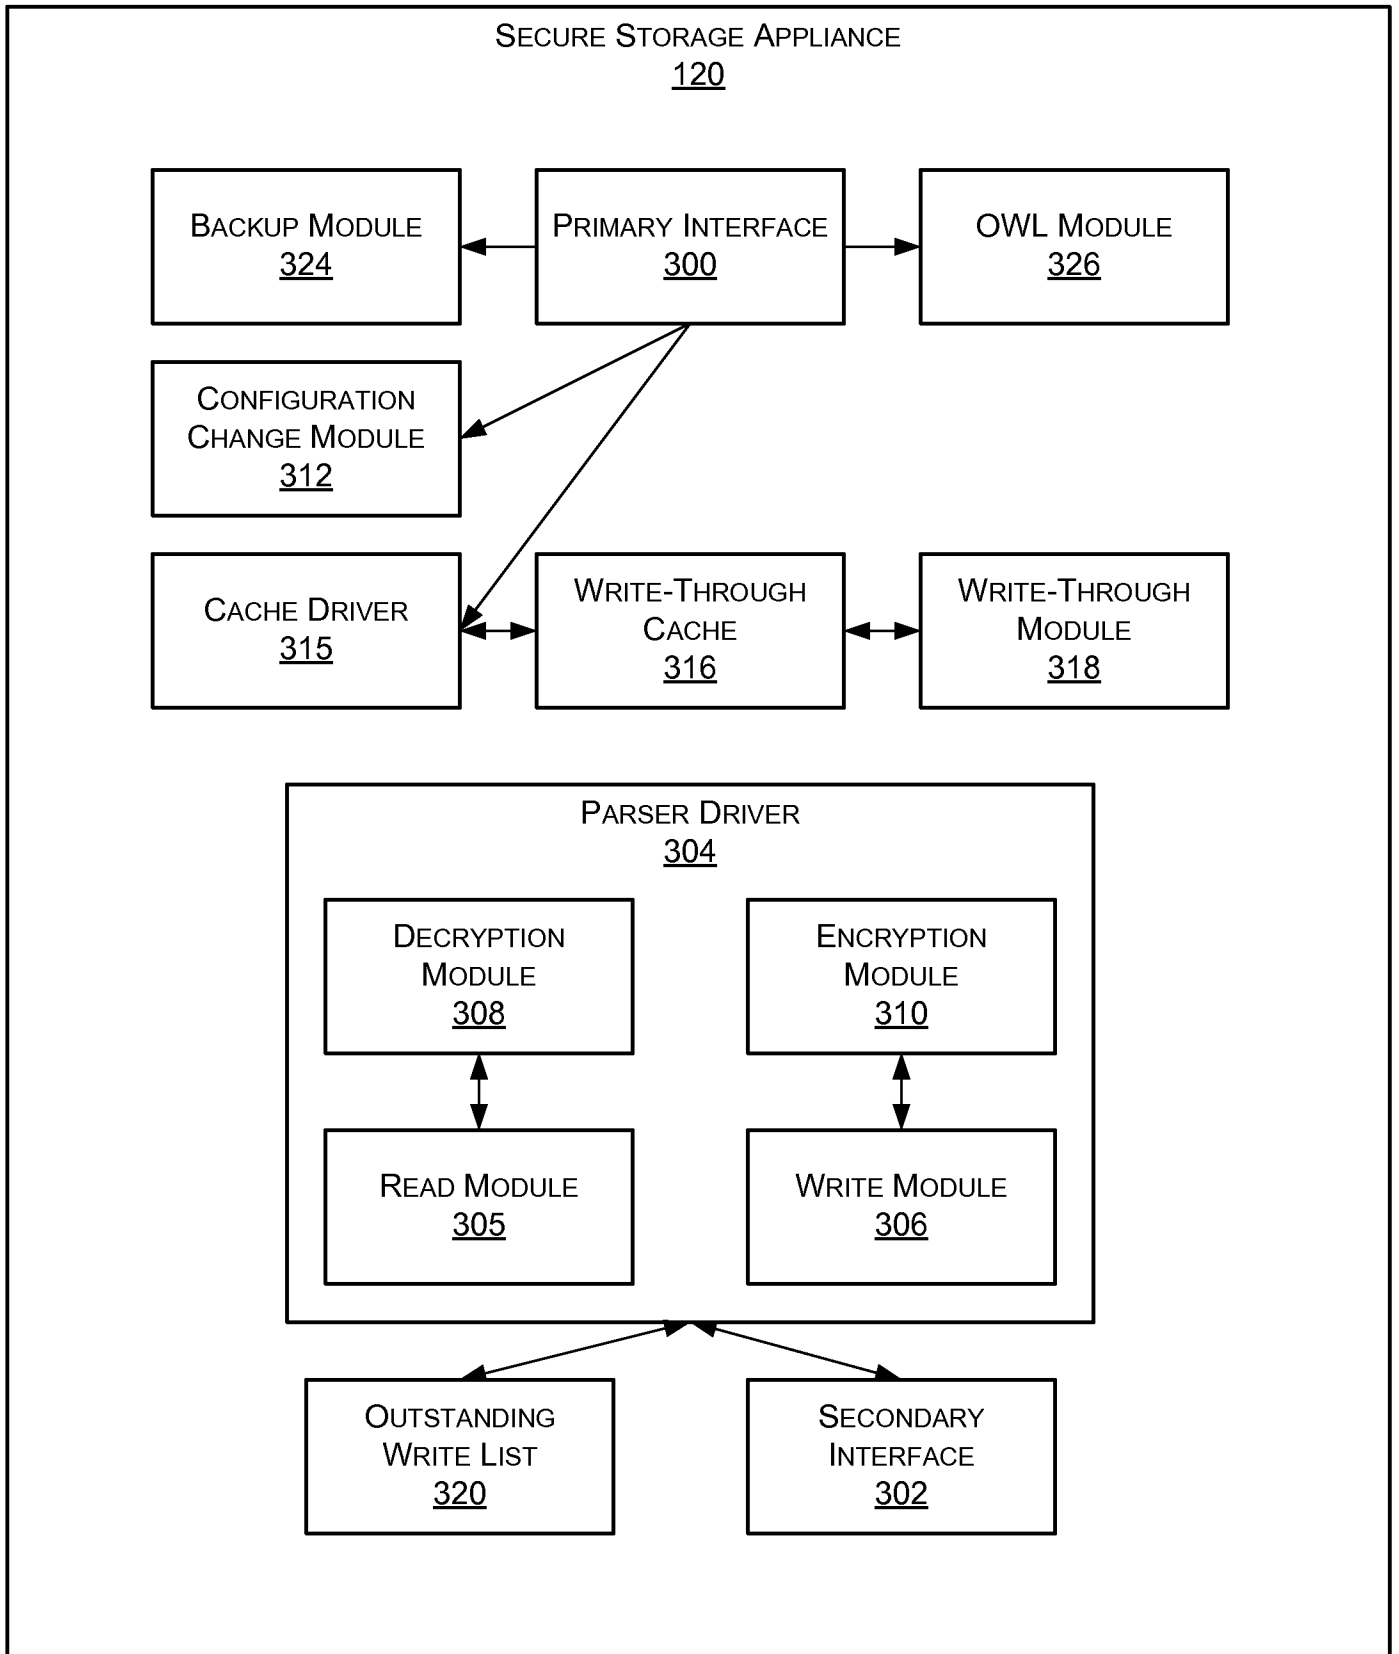 SECURE STORAGE APPLIANCE
120
BACKUP MODULE
324
PRIMARY INTERFACE
300
OWL MODULE
326
CONFIGURATION
CHANGE MODULE
312
CACHE DRIVER
315
WRITE-THROUGH
CACHE
316
WRITE-THROUGH
MODULE
318
PARSER DRIVER
304
DECRYPTION
MODULE
308
ENCRYPTION
MODULE
310
READ MODULE
305
WRITE MODULE
306
OUTSTANDING
WRITE LIST
320
SECONDARY
INTERFACE
302